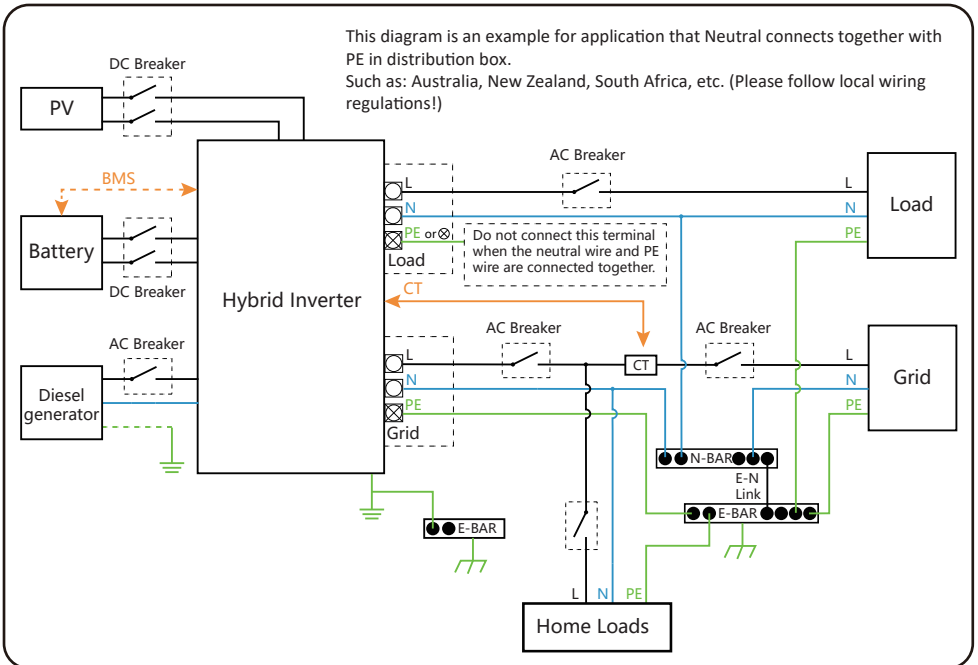 This diagram is an example for application that Neutral connects together with
PE in distribution box.
Such as: Australia, New Zealand, South Africa, etc. (Please follow local wiring
regulations!)
DC Breaker
PV
BMS
Battery
DC Breaker
AC Breaker
Diesel
generator
Hybrid Inverter
L
N
PE or
Load
Do not connect this terminal
when the neutral wire and PE
wire are connected together.
AC Breaker
L
N
PE
Load
CT
AC Breaker
CT
AC Breaker
L
N
PE
Grid
L
N
PE
Grid
N-BAR
E-N
Link
E-BAR
E-BAR
L
N
PE
Home Loads